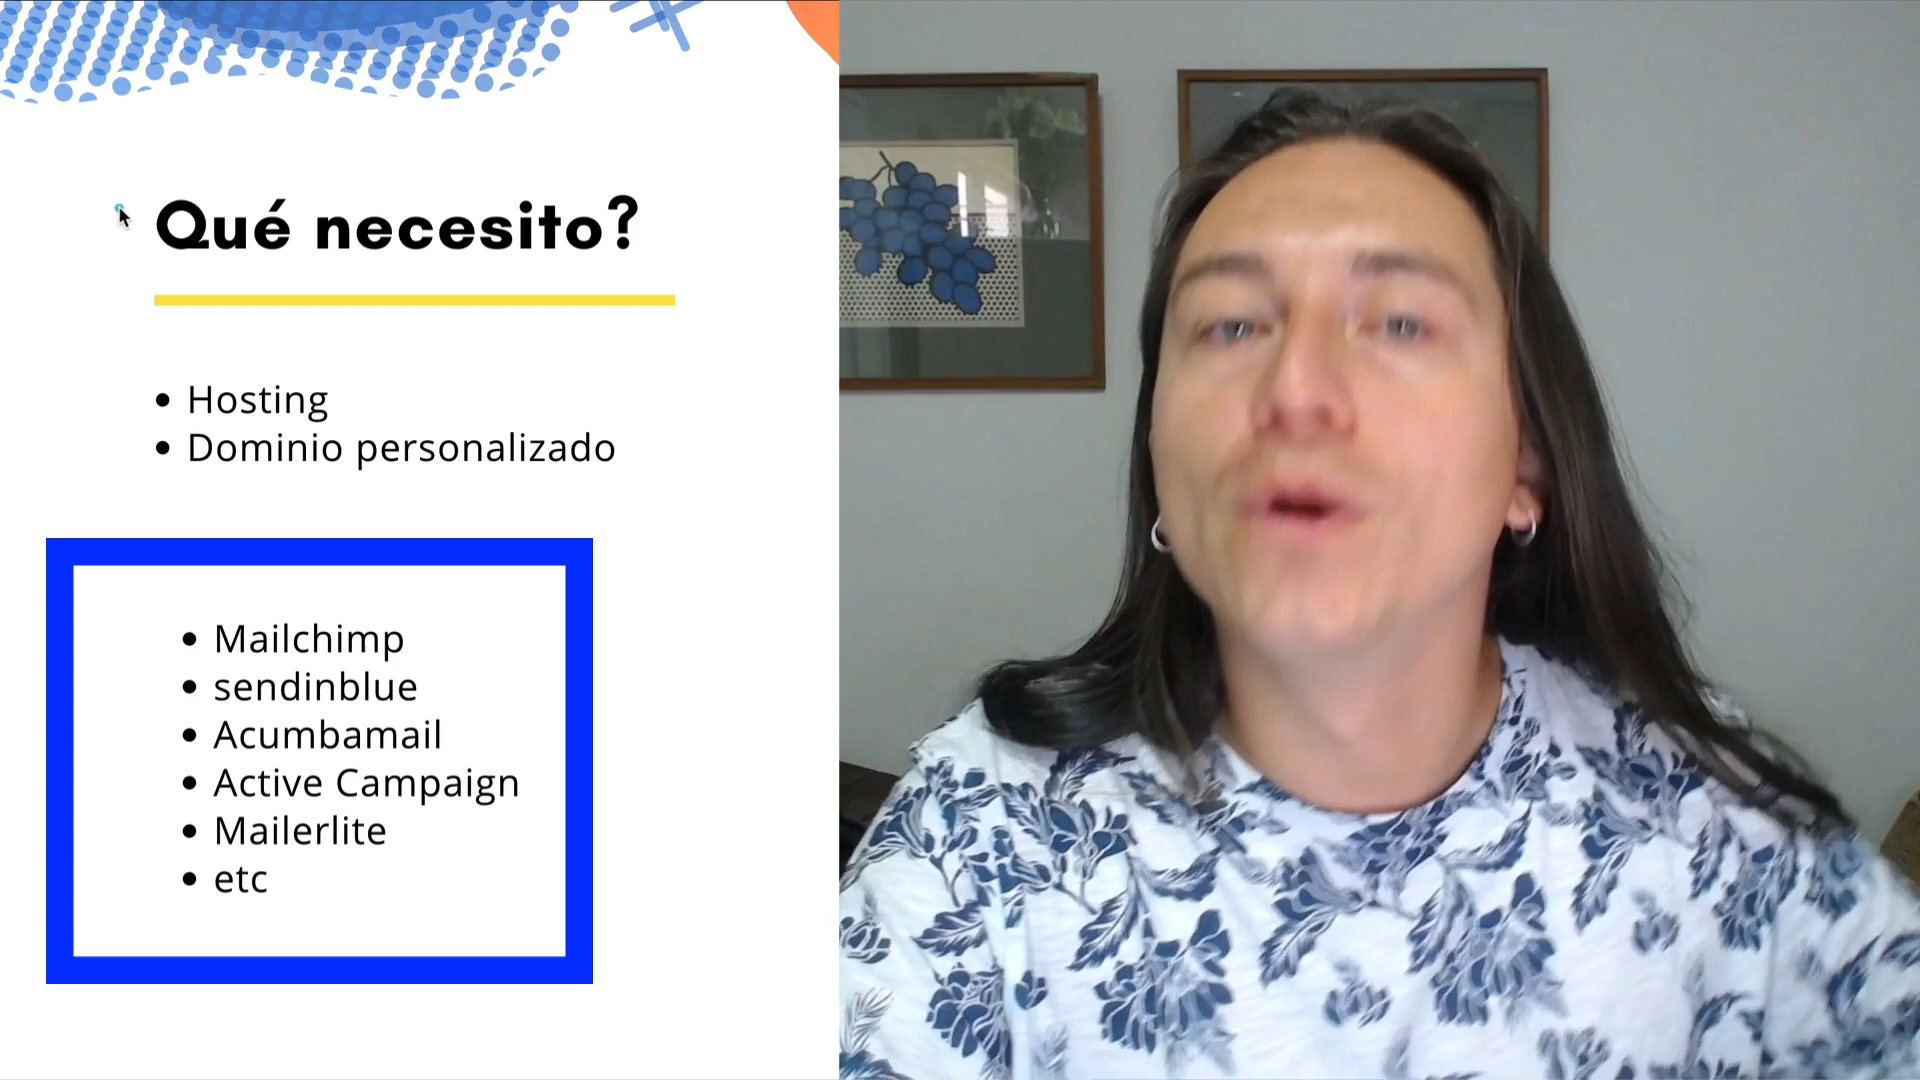 Qué necesito?
• Hosting
• Dominio personalizado
• Mailchimp
• sendinblue
• Acumbamail
• Active Campaign
• Mailerlite
• etc